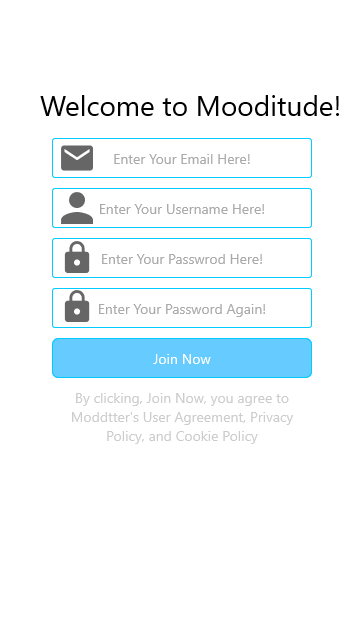 Welcome to Mooditude!
Enter Your Email Here!
Enter Your Username Here!
Enter Your Passwrod Here!
Enter Your Password Again!
Join Now
By clicking, Join Now, you agree to
Moddtter's User Agreement, Privacy
Policy, and Cookie Policy